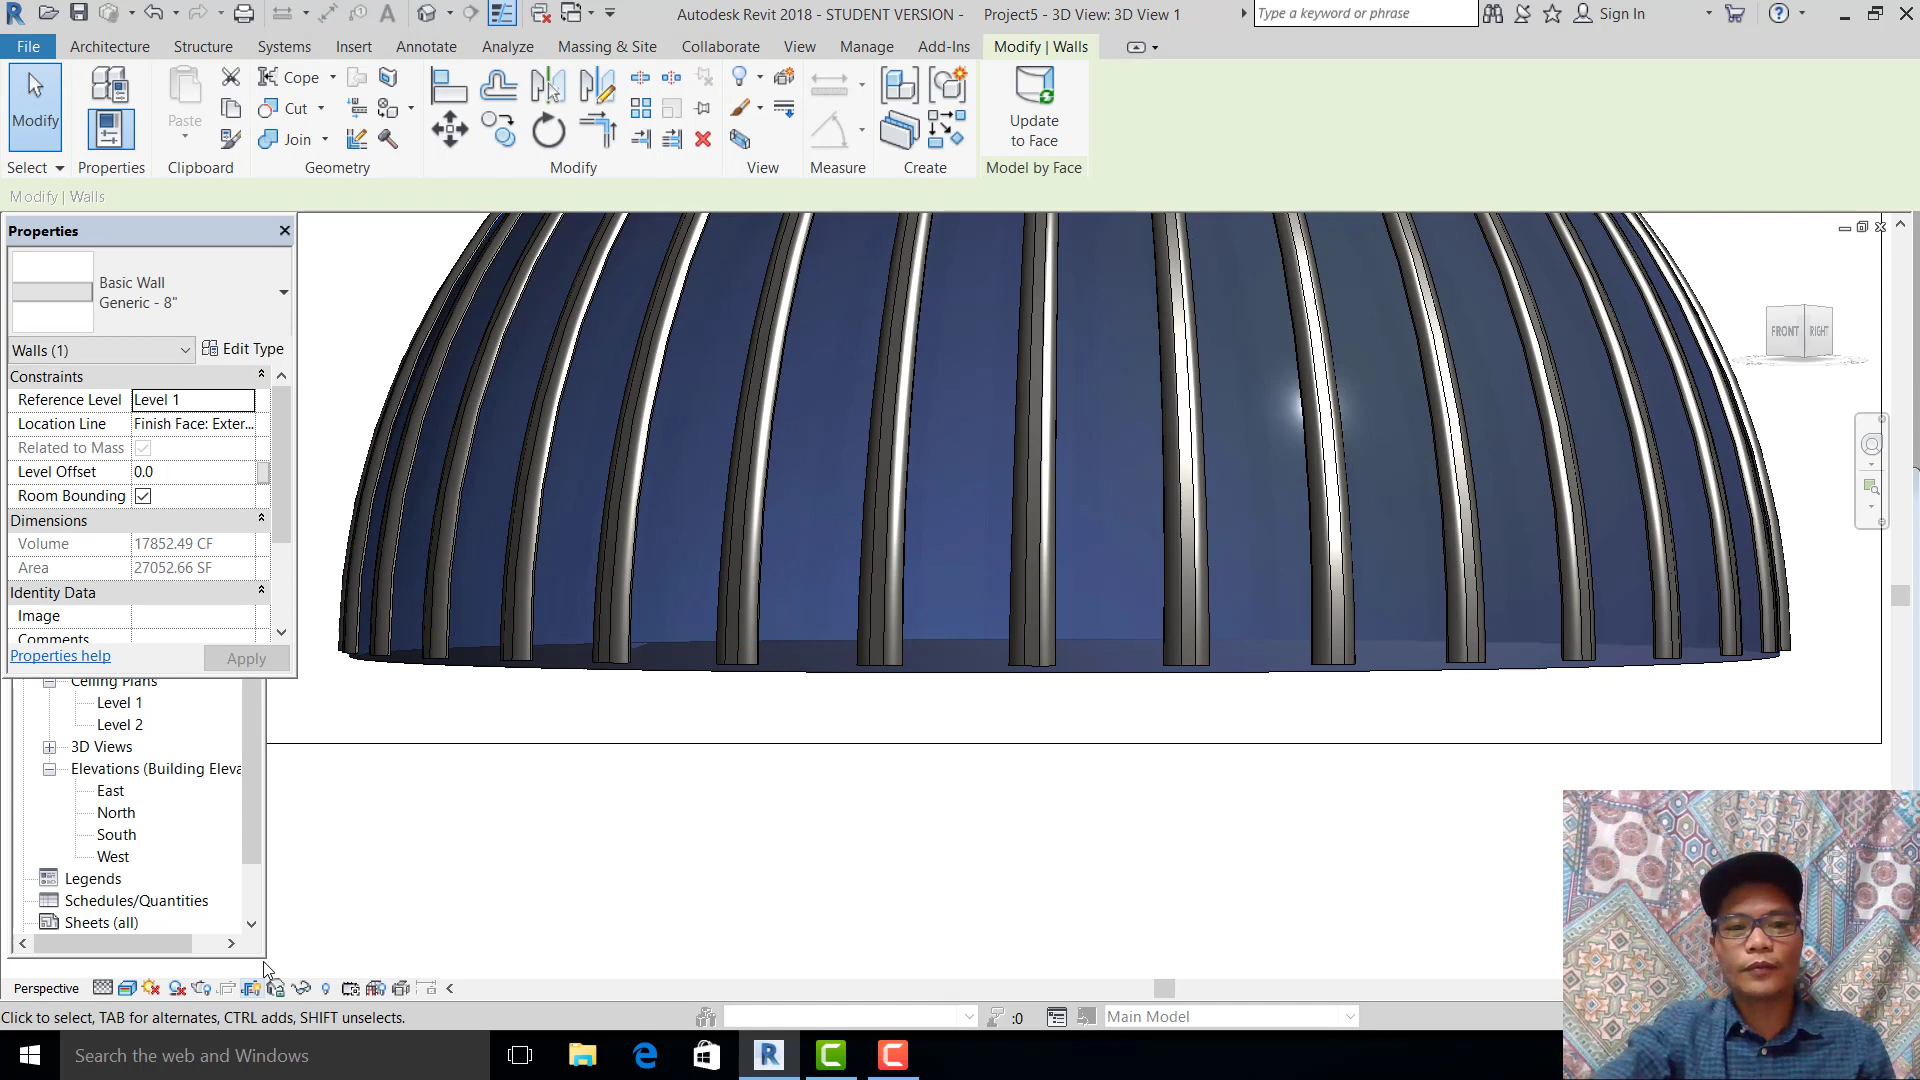 Autodesk Revit 2018 - STUDENT VERSION - Project5 - 3D View: 3D View 1
Type a keyword or phrase
Sign In
File Architecture Structure Systems Insert Annotate Analyze Massing & Site Collaborate View Manage Add-Ins Modify | Walls
Modify
Paste
Cope
Cut
Join
Update
to Face
Select Properties Clipboard Geometry Modify View Measure Create Model by Face
Modify | Walls
Properties
Basic Wall
Generic - 8"
Walls (1) Edit Type
Constraints
Reference Level Level 1
Location Line Finish Face: Exter...
Related to Mass
Level Offset 0.0
Room Bounding
Dimensions
Volume 17852.49 CF
Area 27052.66 SF
Identity Data
Image
Comments
Properties help Apply
FRONT RIGHT
Ceiling Plans
Level 1
Level 2
3D Views
Elevations (Building Eleva
East
North
South
West
Legends
Schedules/Quantities
Sheets (all)
Perspective
Click to select, TAB for alternates, CTRL adds, SHIFT unselects.
:0
Main Model
Search the web and Windows